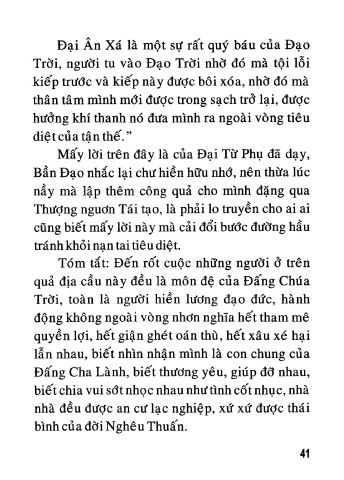 Đại Ân Xá là một sự rất quý báu của Đạo
Trời, người tu vào Đạo Trời nhờ đó mà tội lỗi
kiếp trước và kiếp này được bôi xóa, nhờ đó mà
thân tâm mình mới được trong sạch trở lại, được
hưởng khí thanh nó đưa mình ra ngoài vòng tiêu
diệt của tận thế.”
Mấy lời trên đây là của Đại Từ Phụ đã dạy,
Bần Đạo nhắc lại chư hiền hữu nhớ, nên thừa lúc
nầy mà lập thêm công quả cho mình đặng qua
Thượng nguơn Tái tạo, là phải lo truyền cho ai ai
cũng biết mấy lời này mà cải đổi bước đường hầu
tránh khỏi nạn tai tiêu diệt.
Tóm tắt: Đến rốt cuộc những người ở trên
quả địa cầu này đều là môn đệ của Đấng Chúa
Trời, toàn là người hiền lương đạo đức, hành
động không ngoài vòng nhơn nghĩa hết tham mê
quyền lợi, hết giận ghét oán thù, hết xâu xé hại
lẫn nhau, biết nhìn nhận mình là con chung của
Đấng Cha Lành, biết thương yêu, giúp đỡ nhau,
biết chia vui sớt nhọc nhau như tình cốt nhục, nhà
nhà đều được an cư lạc nghiệp, xứ xứ được thái
bình của đời Nghêu Thuấn.
41